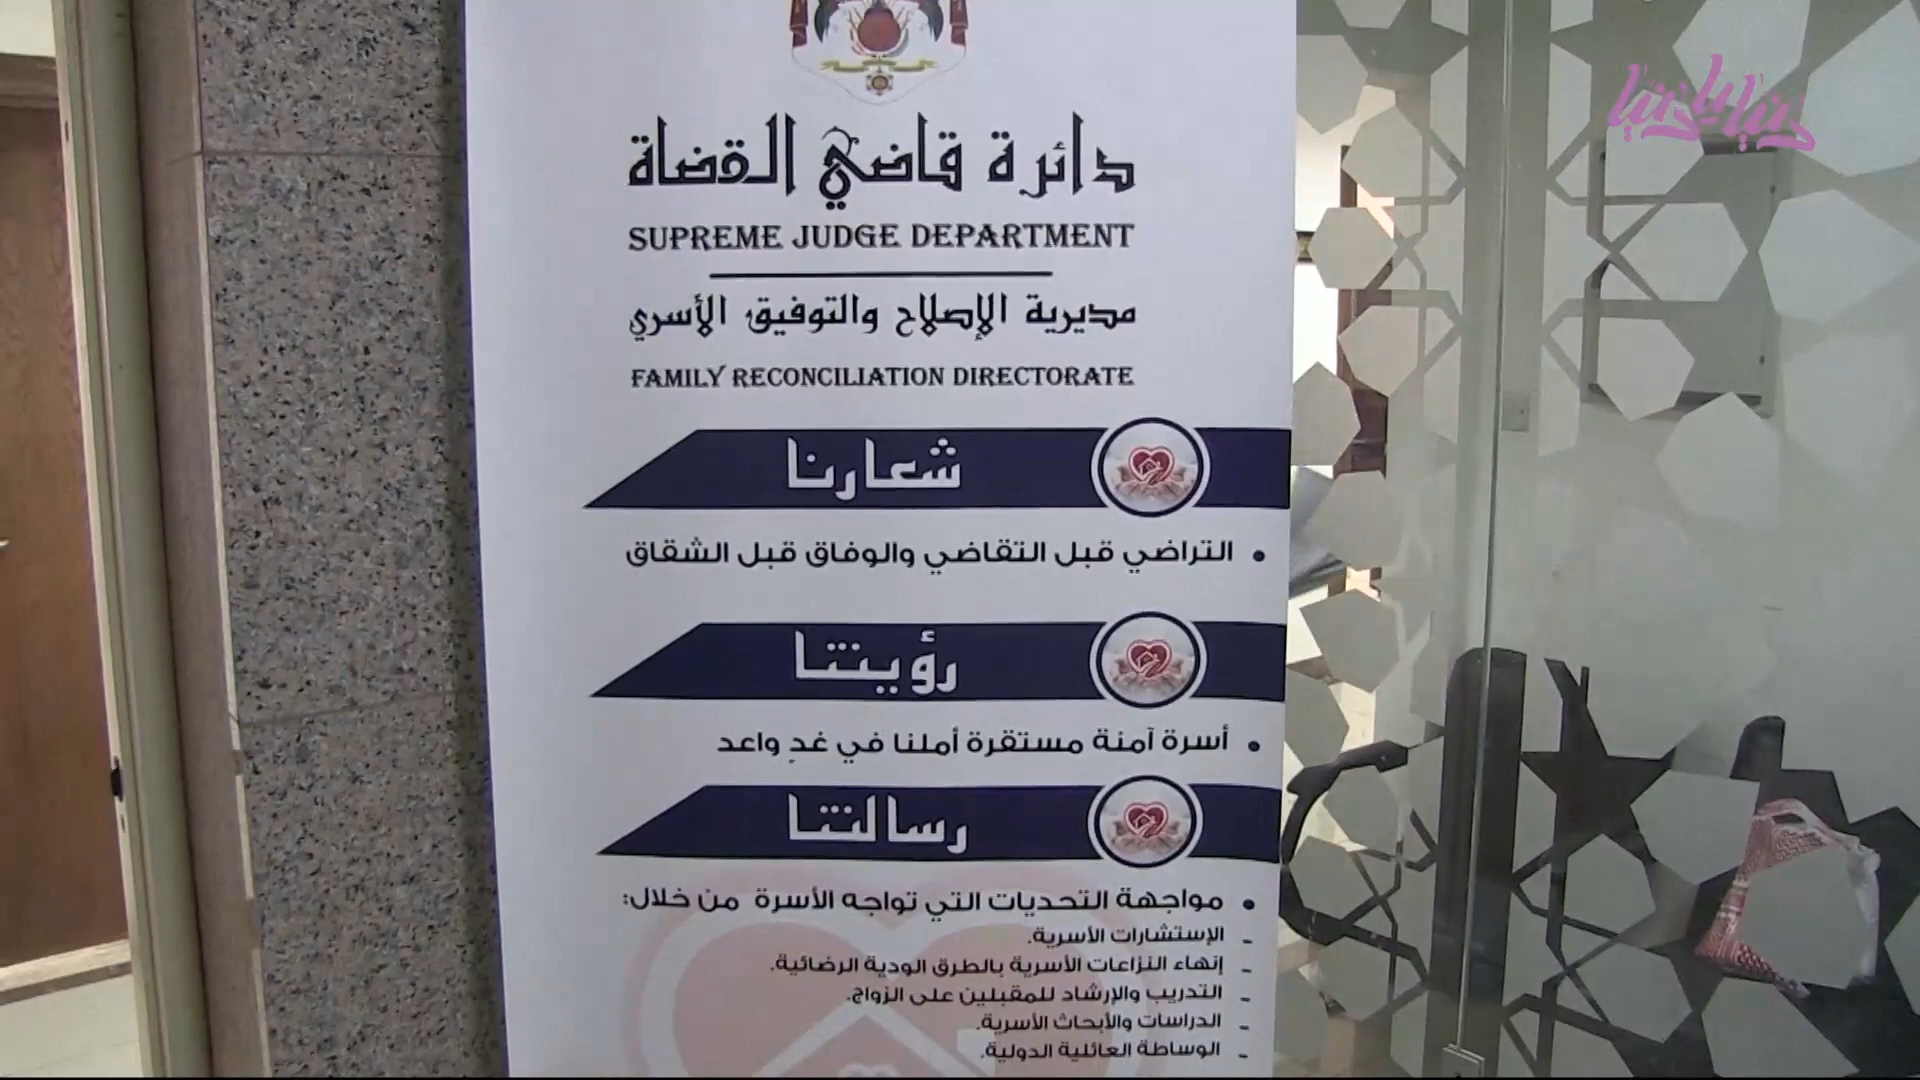 دائرة قاضي القضاة
SUPREME JUDGE DEPARTMENT
مديرية الإصلاح والتوفيق الأسري
FAMILY RECONCILIATION DIRECTORATE
شعارنا
• التراضي قبل التقاضي والوفاق قبل الشقاق
رؤيتنا
• أسرة آمنة مستقرة أملنا في غدٍ واعد
رسالتنا
• مواجهة التحديات التي تواجه الأسرة من خلال:
- الإستشارات الأسرية.
- إنهاء النزاعات الأسرية بالطرق الودية الرضائية.
- التدريب والإرشاد للمقبلين على الزواج.
- الدراسات والأبحاث الأسرية.
- الوساطة العائلية الدولية.